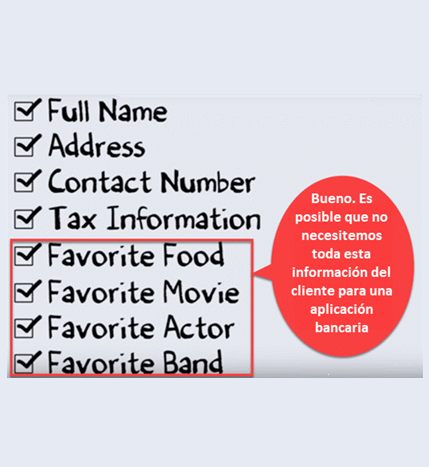 Full Name
Address
Contact Number
Tax Information
Favorite Food
Favorite Movie
Favorite Actor
Favorite Band
Bueno. Es
posible que no
necesitemos
toda esta
información del
cliente para una
aplicación
bancaria